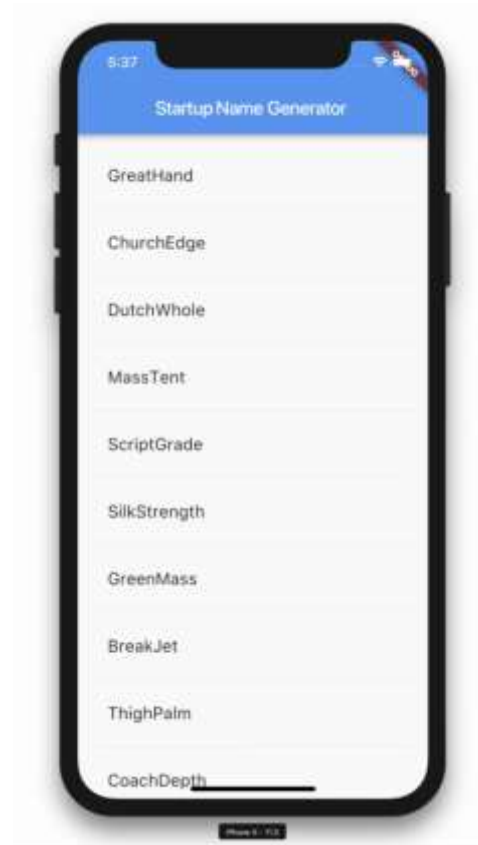 5:37
Startup Name Generator
GreatHand
ChurchEdge
DutchWhole
MassTent
ScriptGrade
SilkStrength
GreenMass
BreakJet
ThighPalm
CoachDepth